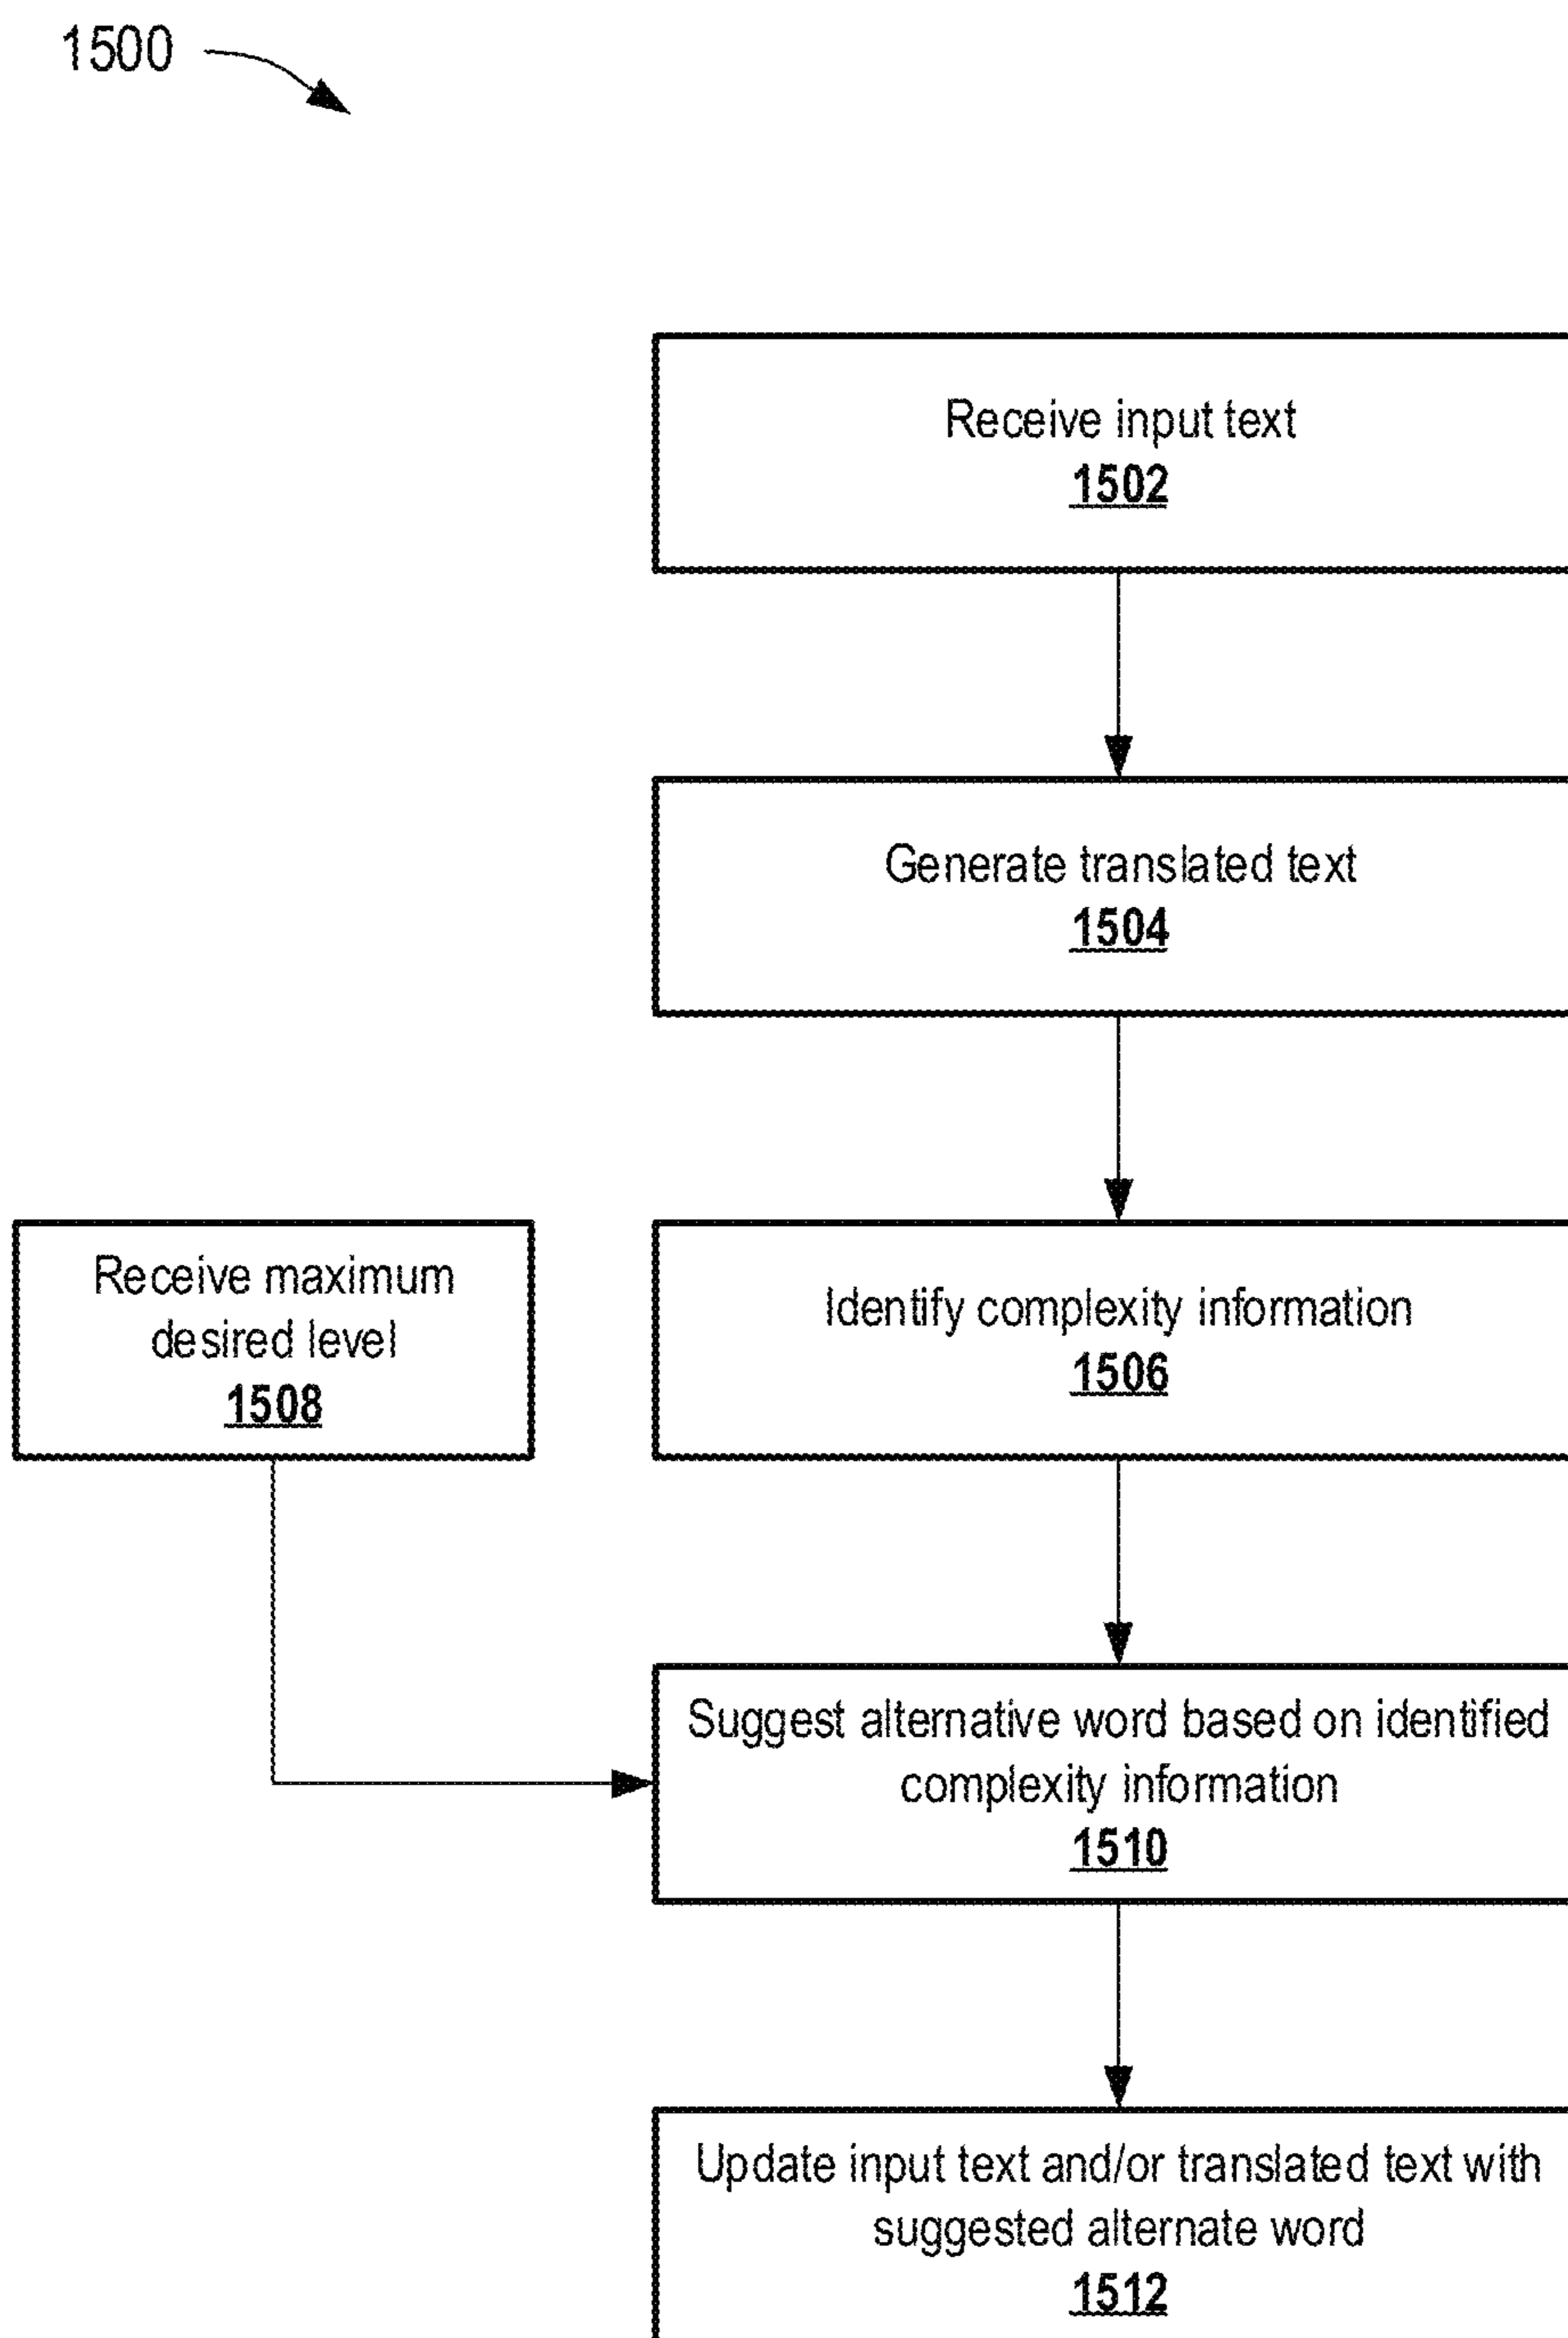 1500
Receive input text
1502
Generate translated text
1504
Receive maximum
desired level
1508
Identify complexity information
1506
Suggest alternative word based on identified
complexity information
1510
Update input text and/or translated text with
suggested alternate word
1512